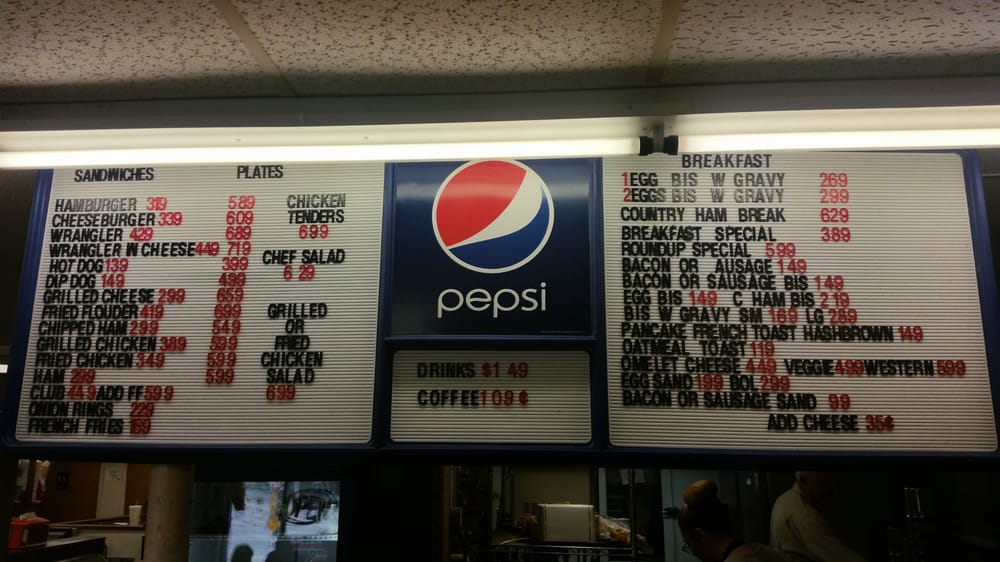 SANDWICHES PLATES
HAMBURGER 319 589
CHEESEBURGER 339 609
WRANGLER 429 689
WRANGLER IN CHEESE 449 719
HOT DOG 139 399
DIP DOG 149 499
GRILLED CHEESE 299 659
FRIED FLOUDER 419 699
CHIPPED HAM 299 549
GRILLED CHICKEN 389 599
FRIED CHICKEN 349 599
HAM 599
CLUB 449 ADD FF 599
ONION RINGS 229
FRENCH FRIES
CHICKEN
TENDERS
699
CHEF SALAD
6 29
GRILLED
OR
FRIED
CHICKEN
SALAD
699
pepsi
DRINKS $1 49
COFFEE 109 ¢
BREAKFAST
1EGG BIS W GRAVY 269
2EGGS BIS W GRAVY 299
COUNTRY HAM BREAK 629
BREAKFAST SPECIAL 389
ROUNDUP SPECIAL 599
BACON OR AUSAGE 149
BACON OR SAUSAGE BIS 149
EGG BIS 149 C HAM BIS 219
BIS W GRAVY SM 169 LG 289
PANCAKE FRENCH TOAST HASHBROWN 149
OATMEAL TOAST 119
OMELET CHEESE 449 VEGGIE 499 WESTERN 599
EGG SAND 199 BOL 299
BACON OR SAUSAGE SAND 99
ADD CHEESE 35¢